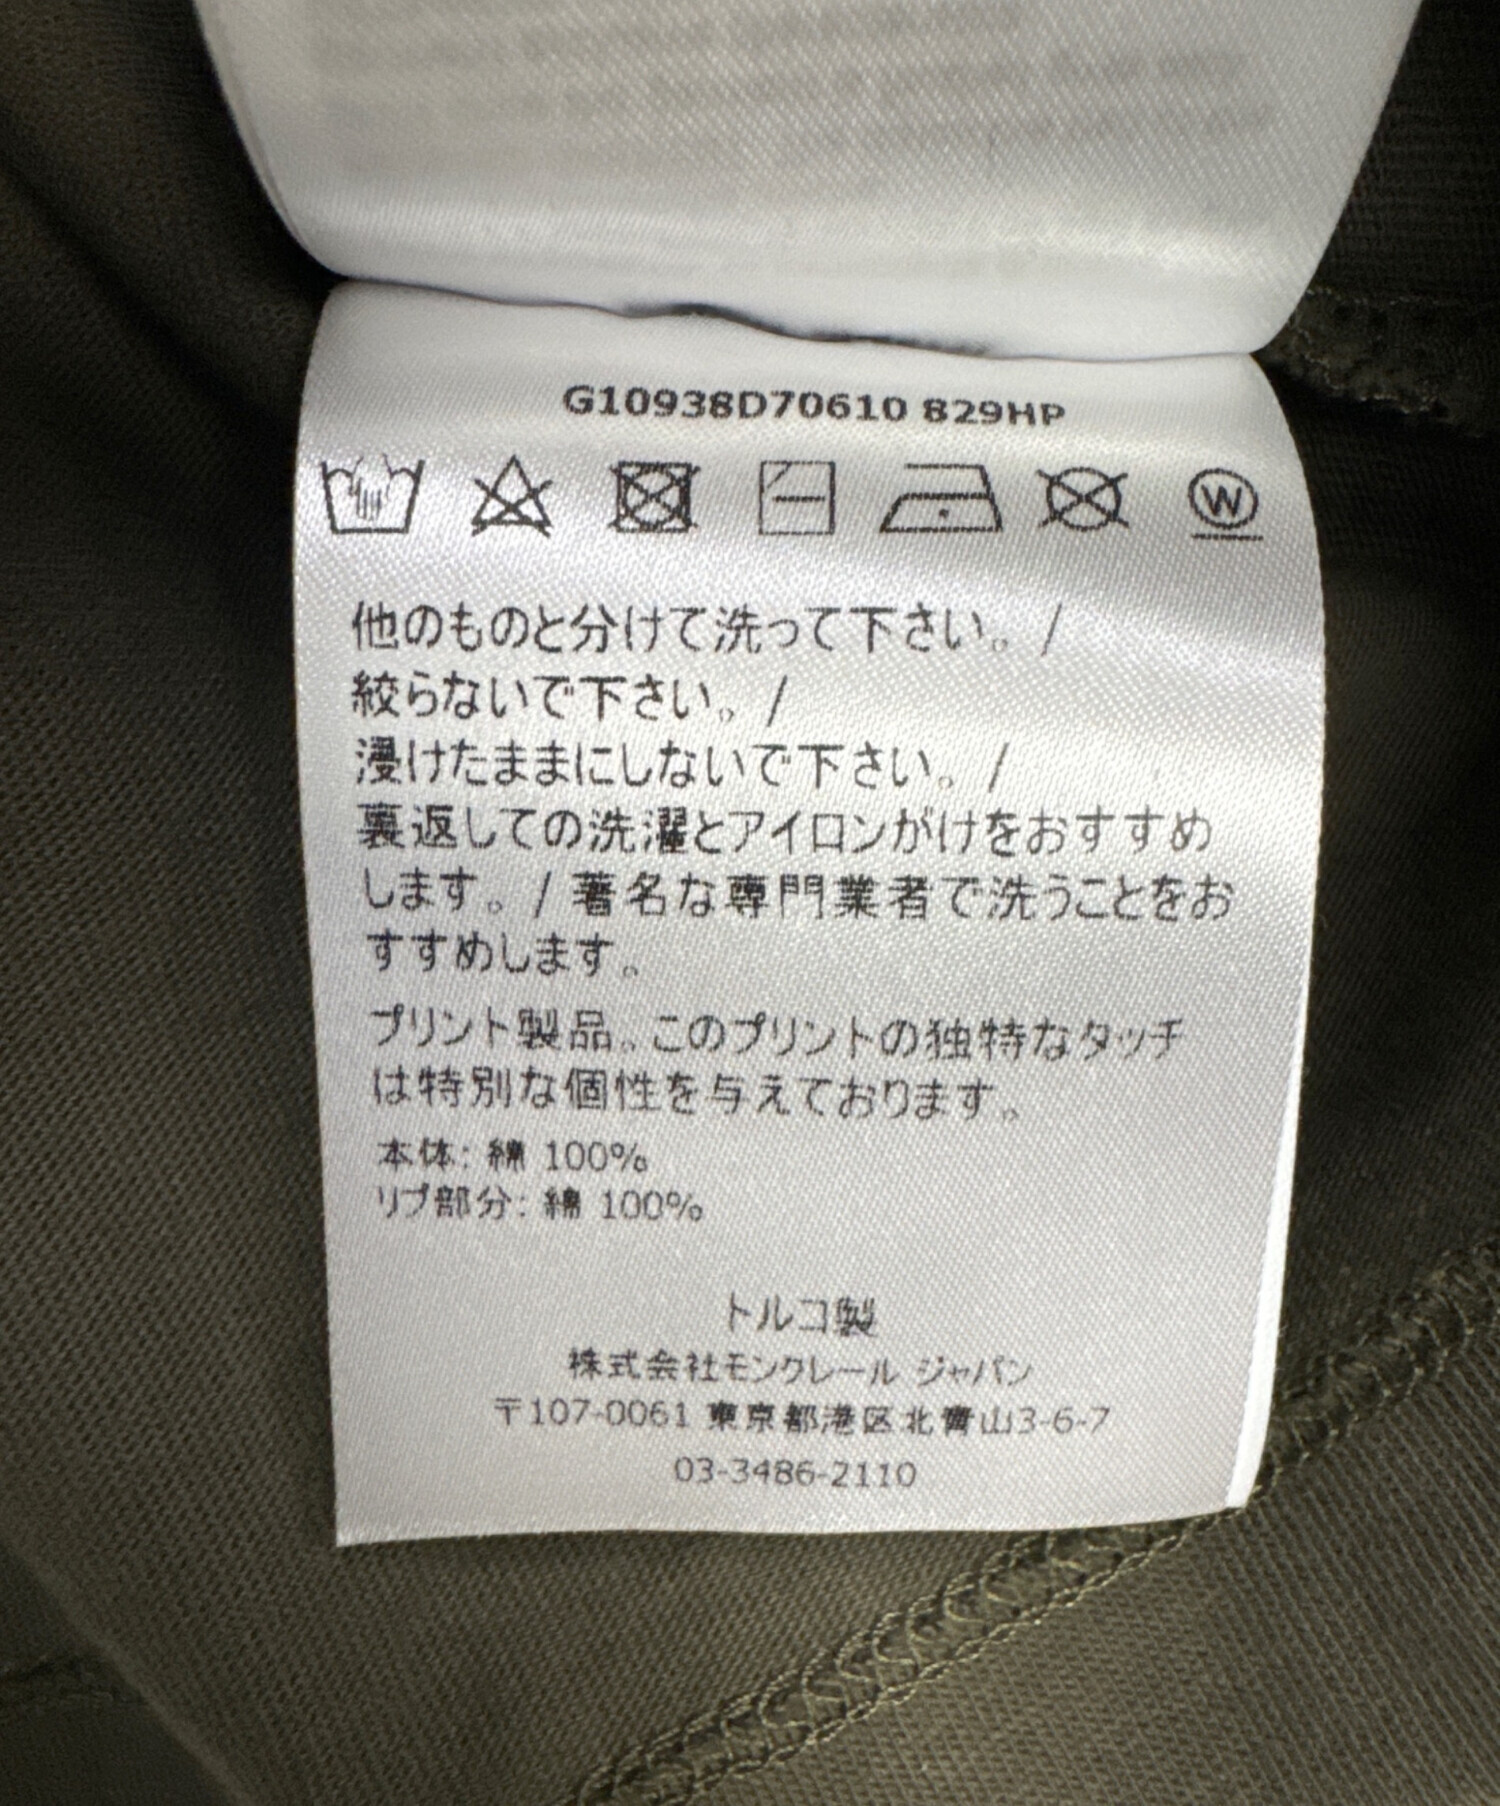 G10938D70610 829HP
W
他のものと分けて洗って下さい。/
絞らないで下さい。/
浸けたままにしないで下さい。/
裏返しての洗濯とアイロンがけをおすすめ
します。/ 著名な専門業者で洗うことをお
すすめします。
プリント製品。このプリントの独特なタッチ
は特別な個性を与えております。
本体: 綿 100%
リブ部分: 綿 100%
トルコ製
株式会社モンクレール ジャパン
〒107-0061 東京都港区北青山3-6-7
03-3486-2110